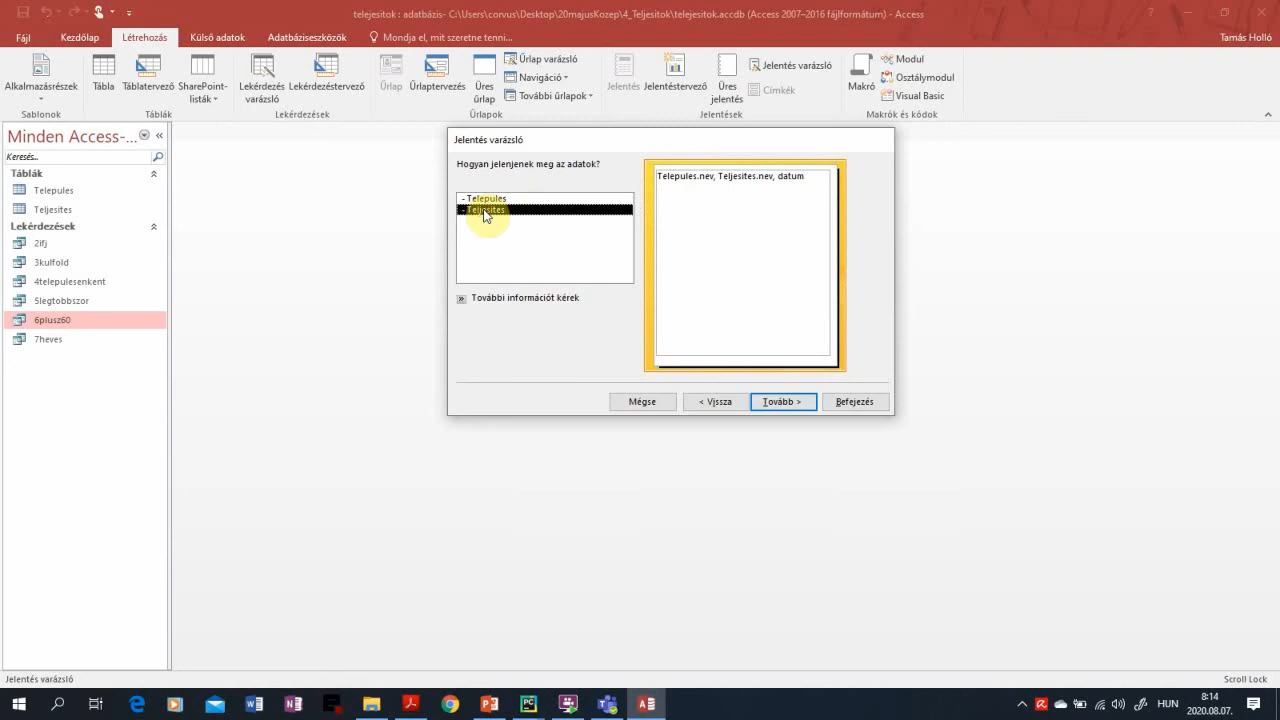 telejesitok : adatbázis- C:\Users\corvus\Desktop\20majusKozep\4_Teljesitok\telejesitok.accdb (Access 2007–2016 fájlformátum) - Access
Fájl Kezdőlap Létrehozás Külső adatok Adatbáziseszközök Mondja el, mit szeretne tenni... Tamás Holló
Alkalmazásrészek
Sablonok
Tábla Táblatervező SharePoint-listák
Táblák
Lekérdezés varázsló Lekérdezéstervező
Lekérdezések
Űrlap Űrlaptervezés Üres űrlap
Űrlap varázsló
Navigáció
További űrlapok
Űrlapok
Jelentés Jelentéstervező Üres jelentés
Jelentés varázsló
Címkék
Jelentések
Makró
Modul
Osztálymodul
Visual Basic
Makrók és kódok
Minden Access-... «
Keresés...
Táblák
Telepules
Teljesites
Lekérdezések
2ifj
3kulfold
4telepulesenkent
5legtobbszor
6plusz60
7heves
Jelentés varázsló
Hogyan jelenjenek meg az adatok?
- Telepules
- Teljesites
Telepules.nev, Teljesites.nev, datum
» További információt kérek
Mégse < Vissza Tovább > Befejezés
Jelentés varázsló Scroll Lock
HUN 8:14
2020.08.07.